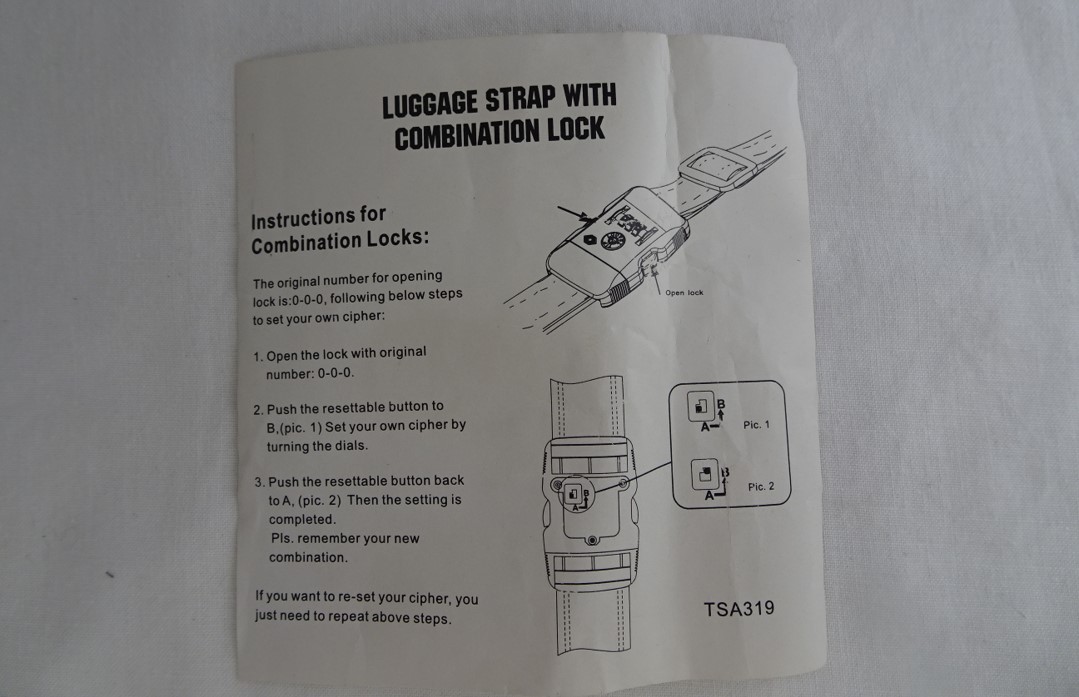 LUGGAGE STRAP WITH
COMBINATION LOCK
Instructions for
Combination Locks:
The original number for opening
lock is:0-0-0, following below steps
to set your own cipher:
1. Open the lock with original
number: 0-0-0.
2. Push the resettable button to
B,(pic. 1) Set your own cipher by
turning the dials.
3. Push the resettable button back
to A, (pic. 2) Then the setting is
completed.
Pls. remember your new
combination.
If you want to re-set your cipher, you
just need to repeat above steps.
Open lock
B
A
Pic. 1
B
A
Pic. 2
B
A
TSA319